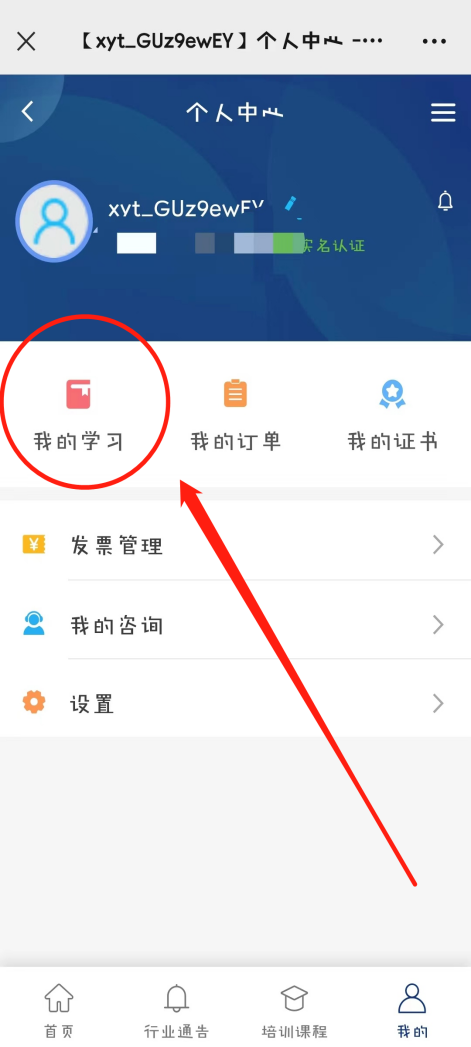 【xyt_GUz9ewEY】个人中
个人中
xyt_GUz9ewEY
实名认证
我的学习
我的订单
我的证书
¥ 发票管理
我的咨询
设置
首页
行业通告
培训课程
我的